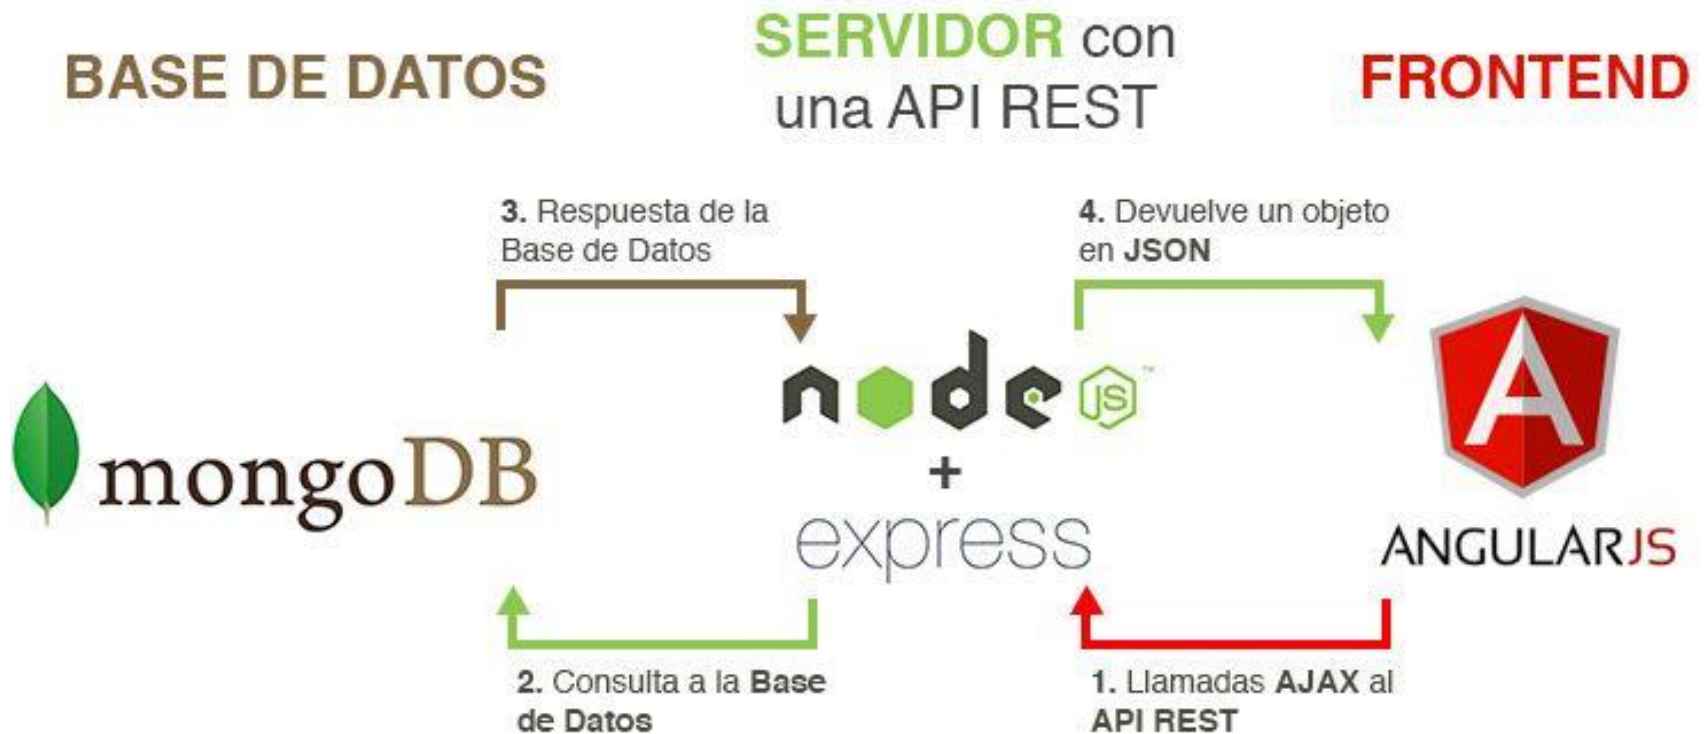 BASE DE DATOS
SERVIDOR con
una API REST
FRONTEND
3. Respuesta de la
Base de Datos
4. Devuelve un objeto
en JSON
mongoDB
node JS™
+
express
ANGULARJS
2. Consulta a la Base
de Datos
1. Llamadas AJAX al
API REST